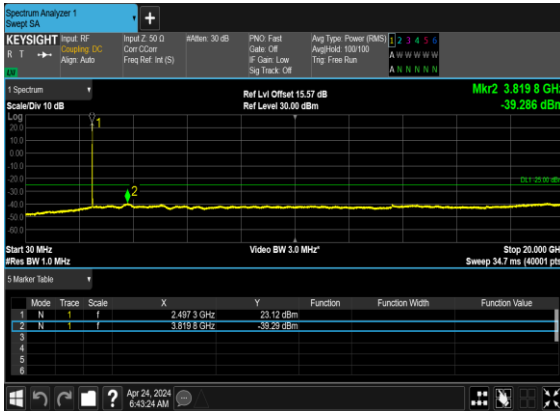 Spectrum Analyzer 1
Swept SA
+
KEYSIGHT Input: RF Input Z: 50 Ω #Atten: 30 dB PNO: Fast Avg Type: Power (RMS) 1 2 3 4 5 6
R T Coupling: DC Corr CCorr Gate: Off Avg|Hold: 100/100 A W W W W W
Align: Auto Freq Ref: Int (S) IF Gain: Low Trig: Free Run
Sig Track: Off A N N N N N
LXI
1 Spectrum Ref Lvl Offset 15.57 dB Mkr2 3.819 8 GHz
Scale/Div 10 dB Ref Level 30.00 dBm -39.286 dBm
Log
20.0 1
10.0
0.00
-10.0
-20.0 DL1 -25.00 dBm
-30.0 2
-40.0
-50.0
-60.0
Start 30 MHz Video BW 3.0 MHz* Stop 20.000 GHz
#Res BW 1.0 MHz Sweep 34.7 ms (40001 pts)
5 Marker Table
Mode Trace Scale X Y Function Function Width Function Value
1 N 1 f 2.497 3 GHz 23.12 dBm
2 N 1 f 3.819 8 GHz -39.29 dBm
3
4
5
6
? Apr 24, 2024
6:43:24 AM